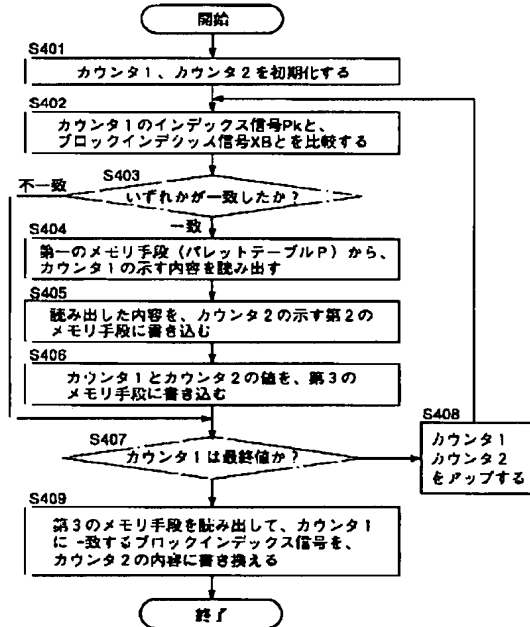 開始
S401
カウンタ1、カウンタ2を初期化する
S402
カウンタ1のインデックス信号Pkと、
ブロックインデクッス信号XBとを比較する
S403
不一致
いずれかが一致したか？
一致
S404
第一のメモリ手段（パレットテーブルP）から、
カウンタ1の示す内容を読み出す
S405
読み出した内容を、カウンタ2の示す第2の
メモリ手段に書き込む
S406
カウンタ1とカウンタ2の値を、第3の
メモリ手段に書き込む
S407
カウンタ1は最終値か？
S408
カウンタ1
カウンタ2
をアップする
S409
第3のメモリ手段を読み出して、カウンタ1
に一致するブロックインデックス信号を、
カウンタ2の内容に書き換える
終了